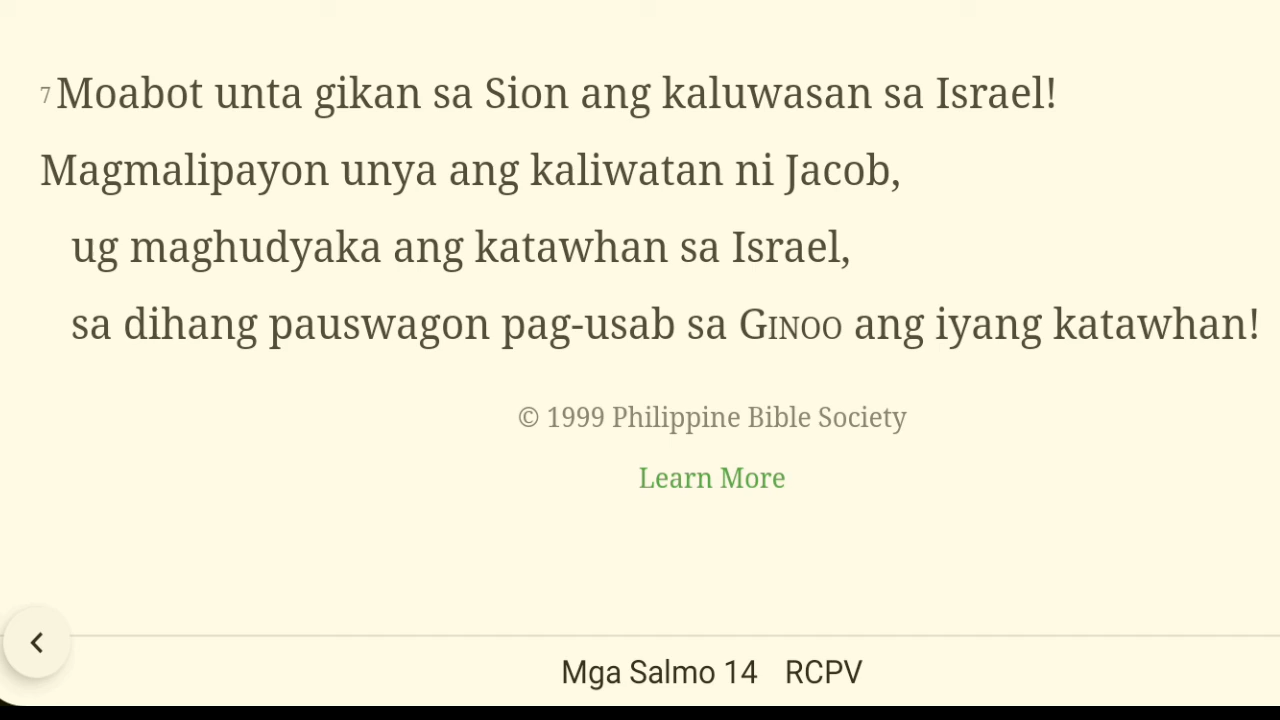 7 Moabot unta gikan sa Sion ang kaluwasan sa Israel!
Magmalipayon unya ang kaliwatan ni Jacob,
ug maghudyaka ang katawhan sa Israel,
sa dihang pauswagon pag-usab sa GINOO ang iyang katawhan!
© 1999 Philippine Bible Society
Learn More
Mga Salmo 14 RCPV